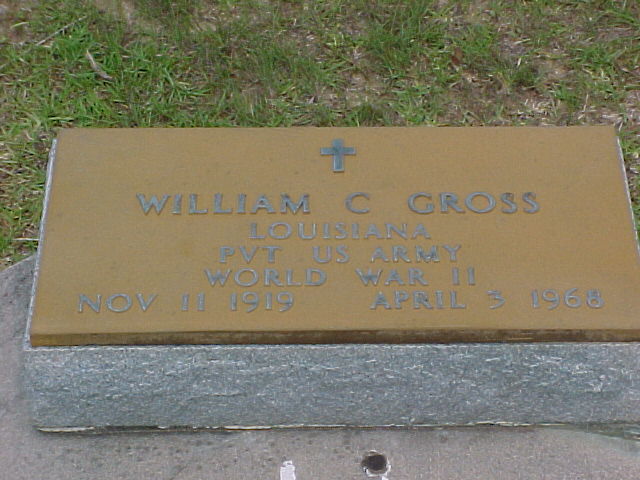 WILLIAM C GROSS
LOUISIANA
PVT US ARMY
WORLD WAR II
NOV 11 1919 APRIL 3 1968